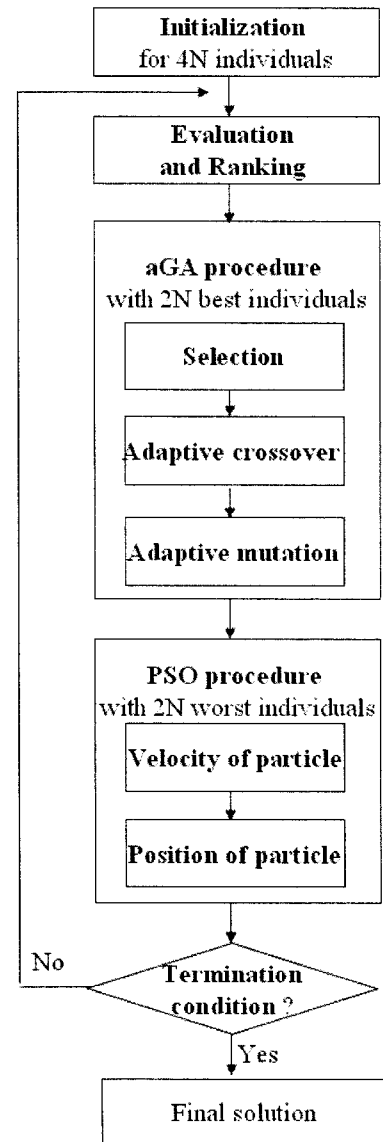 Initialization
for 4N individuals
Evaluation
and Ranking
aGA procedure
with 2N best individuals
Selection
Adaptive crossover
Adaptive mutation
PSO procedure
with 2N worst individuals
Velocity of particle
Position of particle
No
Termination
condition ?
Yes
Final solution